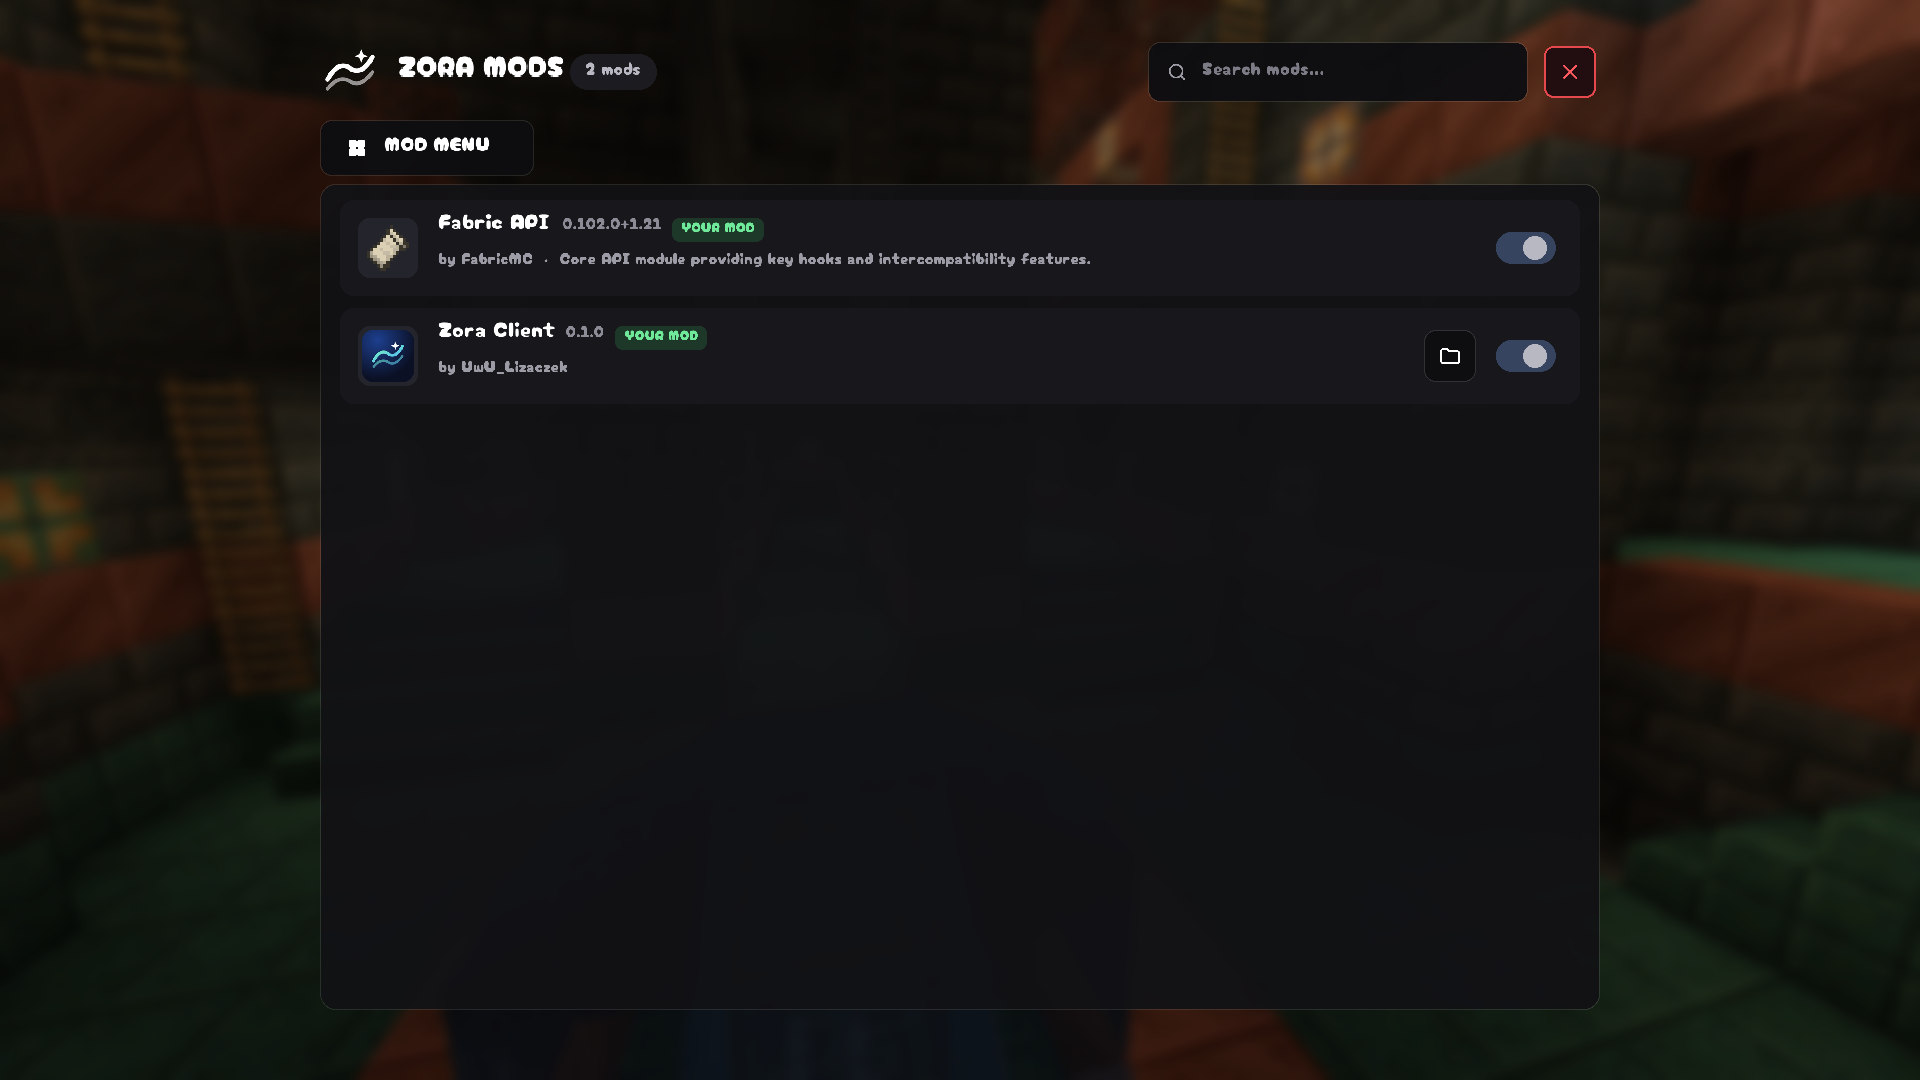 ZORA MODS 2 mods
Search mods...
MOD MENU
Fabric API 0.102.0+1.21 YOUR MOD
by FabricMC · Core API module providing key hooks and intercompatibility features.
Zora Client 0.1.0 YOUR MOD
by UwU_Lizaczek